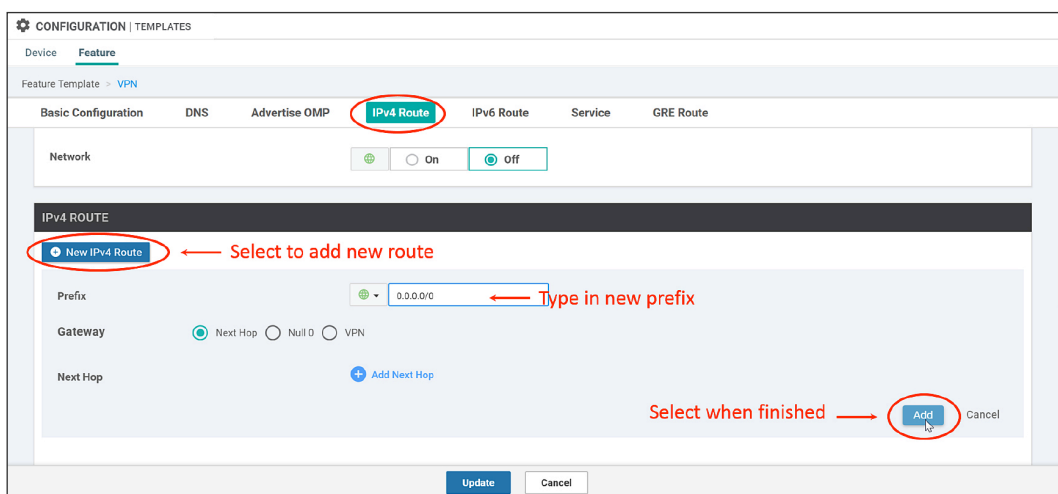 CONFIGURATION | TEMPLATES
Device Feature
Feature Template > VPN
Basic Configuration DNS Advertise OMP IPv4 Route IPv6 Route Service GRE Route
Network On Off
IPv4 ROUTE
New IPv4 Route Select to add new route
Prefix 0.0.0.0/0 Type in new prefix
Gateway Next Hop Null 0 VPN
Next Hop Add Next Hop
Select when finished Add Cancel
Update Cancel